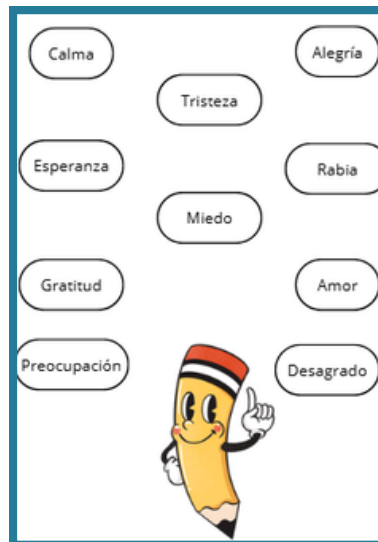 Calma
Alegría
Tristeza
Esperanza
Rabia
Miedo
Gratitud
Amor
Preocupación
Desagrado